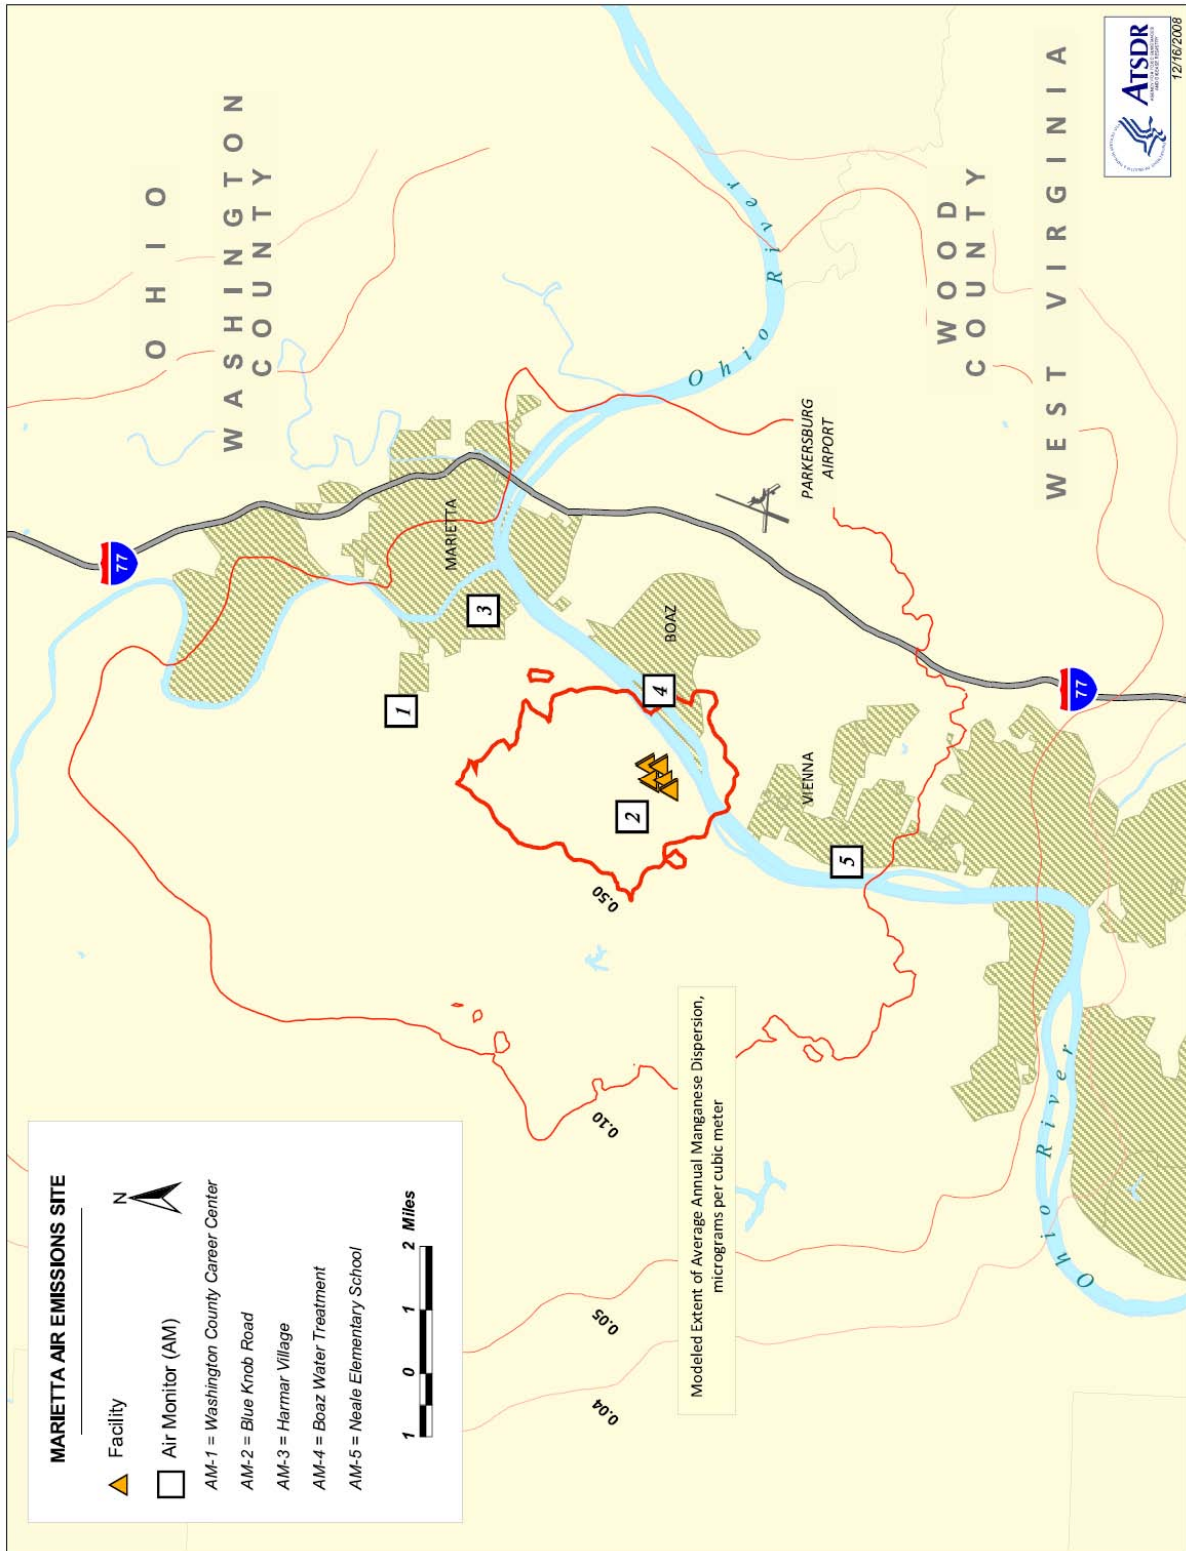 MARIETTA AIR EMISSIONS SITE
Facility
N
Air Monitor (AM)
AM-1 = Washington County Career Center
AM-2 = Blue Knob Road
AM-3 = Harmar Village
AM-4 = Boaz Water Treatment
AM-5 = Neale Elementary School
1 0 1 2 Miles
OHIO
WASHINGTON
COUNTY
77
MARIETTA
1
3
2
4
BOAZ
5
VIENNA
PARKERSBURG
AIRPORT
Ohio River
0.50
0.10
0.05
0.04
Modeled Extent of Average Annual Manganese Dispersion,
micrograms per cubic meter
WOOD
COUNTY
WEST VIRGINIA
77
Ohio River
ATSDR
12/16/2008